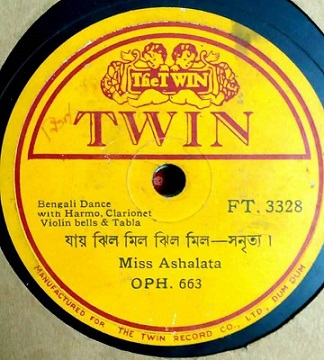 The TWIN
TWIN
Bengali Dance
with Harmo, Clarionet
Violin bells & Tabla
FT. 3328
যায় ঝিল মিল ঝিল মিল—সনৃত্য।
Miss Ashalata
OPH. 663
MANUFACTURED FOR THE TWIN RECORD CO., LTD, DUM DUM